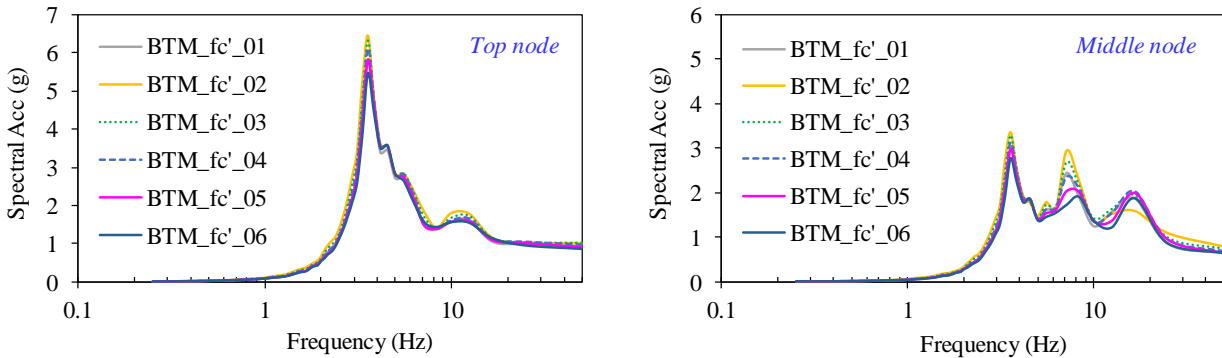 7
6
5
4
3
2
1
0
Spectral Acc (g)
BTM_fc'_01
BTM_fc'_02
BTM_fc'_03
BTM_fc'_04
BTM_fc'_05
BTM_fc'_06
Top node
0.1 1 10
Frequency (Hz)
6
5
4
3
2
1
0
Spectral Acc (g)
BTM_fc'_01
BTM_fc'_02
BTM_fc'_03
BTM_fc'_04
BTM_fc'_05
BTM_fc'_06
Middle node
0.1 1 10
Frequency (Hz)